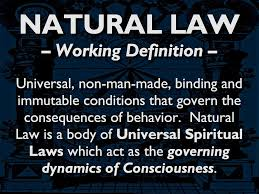 NATURAL LAW
– Working Definition –
Universal, non-man-made, binding and
immutable conditions that govern the
consequences of behavior.  Natural
Law is a body of Universal Spiritual
Laws which act as the governing
dynamics of Consciousness.